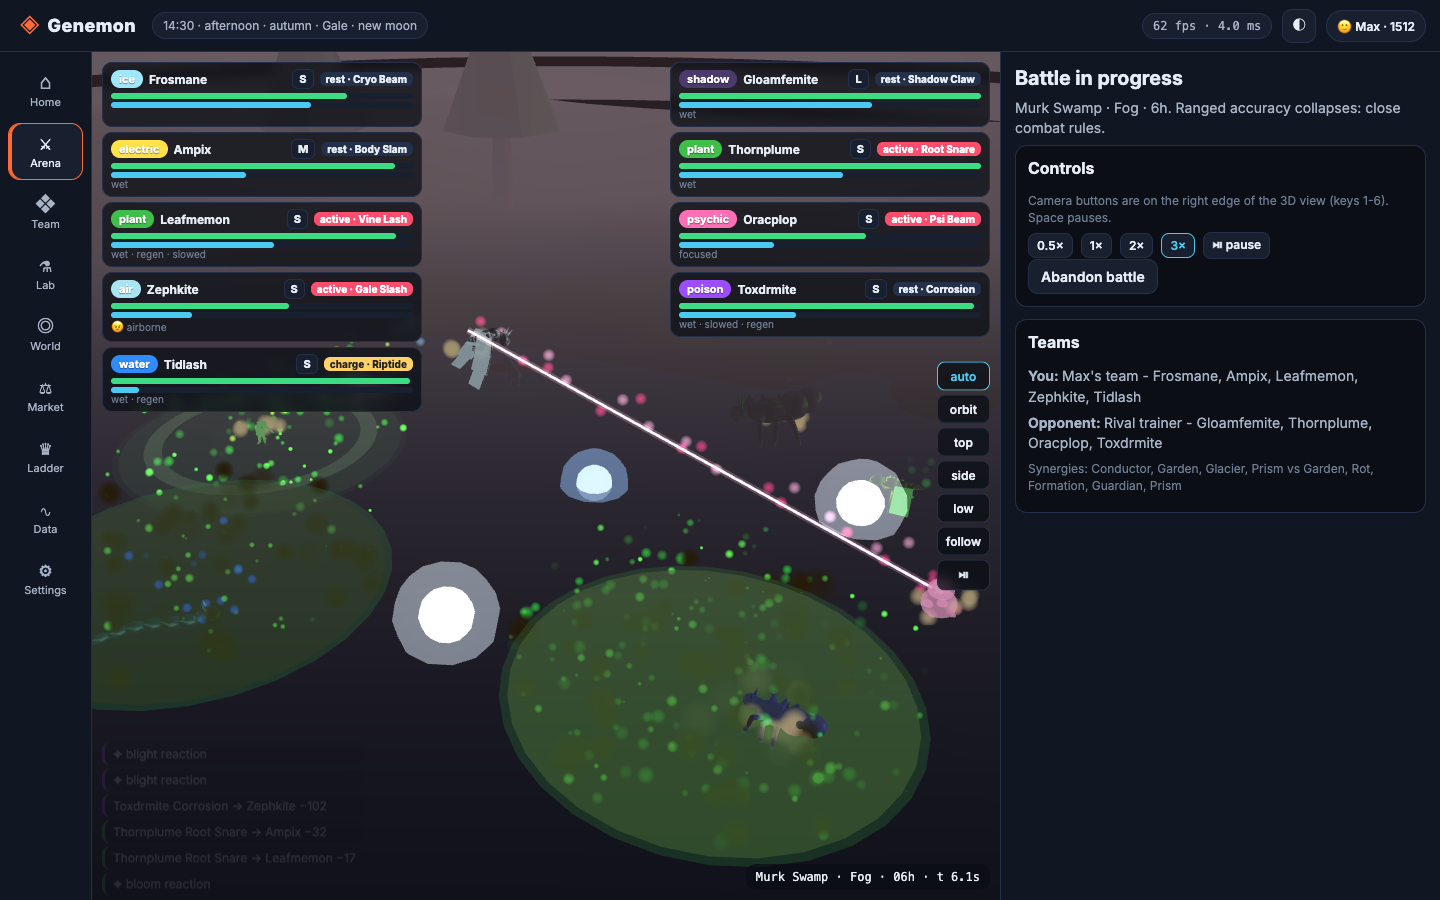 Genemon
14:30 · afternoon · autumn · Gale · new moon
62 fps · 4.0 ms
Max · 1512
Home
Arena
Team
Lab
World
Market
Ladder
Data
Settings
ice Frosmane S rest · Cryo Beam
electric Ampix M rest · Body Slam
wet
plant Leafmemon S active · Vine Lash
wet · regen · slowed
air Zephkite S active · Gale Slash
airborne
water Tidlash S charge · Riptide
wet · regen
shadow Gloamfemite L rest · Shadow Claw
wet
plant Thornplume S active · Root Snare
wet
psychic Oracplop S active · Psi Beam
focused
poison Toxdrmite S rest · Corrosion
wet · slowed · regen
auto
orbit
top
side
low
follow
✦ blight reaction
✦ blight reaction
Toxdrmite Corrosion → Zephkite −102
Thornplume Root Snare → Ampix −32
Thornplume Root Snare → Leafmemon −17
✦ bloom reaction
Murk Swamp · Fog · 06h · t 6.1s
Battle in progress
Murk Swamp · Fog · 6h. Ranged accuracy collapses: close
combat rules.
Controls
Camera buttons are on the right edge of the 3D view (keys 1-6).
Space pauses.
0.5× 1× 2× 3× ⏯ pause
Abandon battle
Teams
You: Max's team - Frosmane, Ampix, Leafmemon,
Zephkite, Tidlash
Opponent: Rival trainer - Gloamfemite, Thornplume,
Oracplop, Toxdrmite
Synergies: Conductor, Garden, Glacier, Prism vs Garden, Rot,
Formation, Guardian, Prism